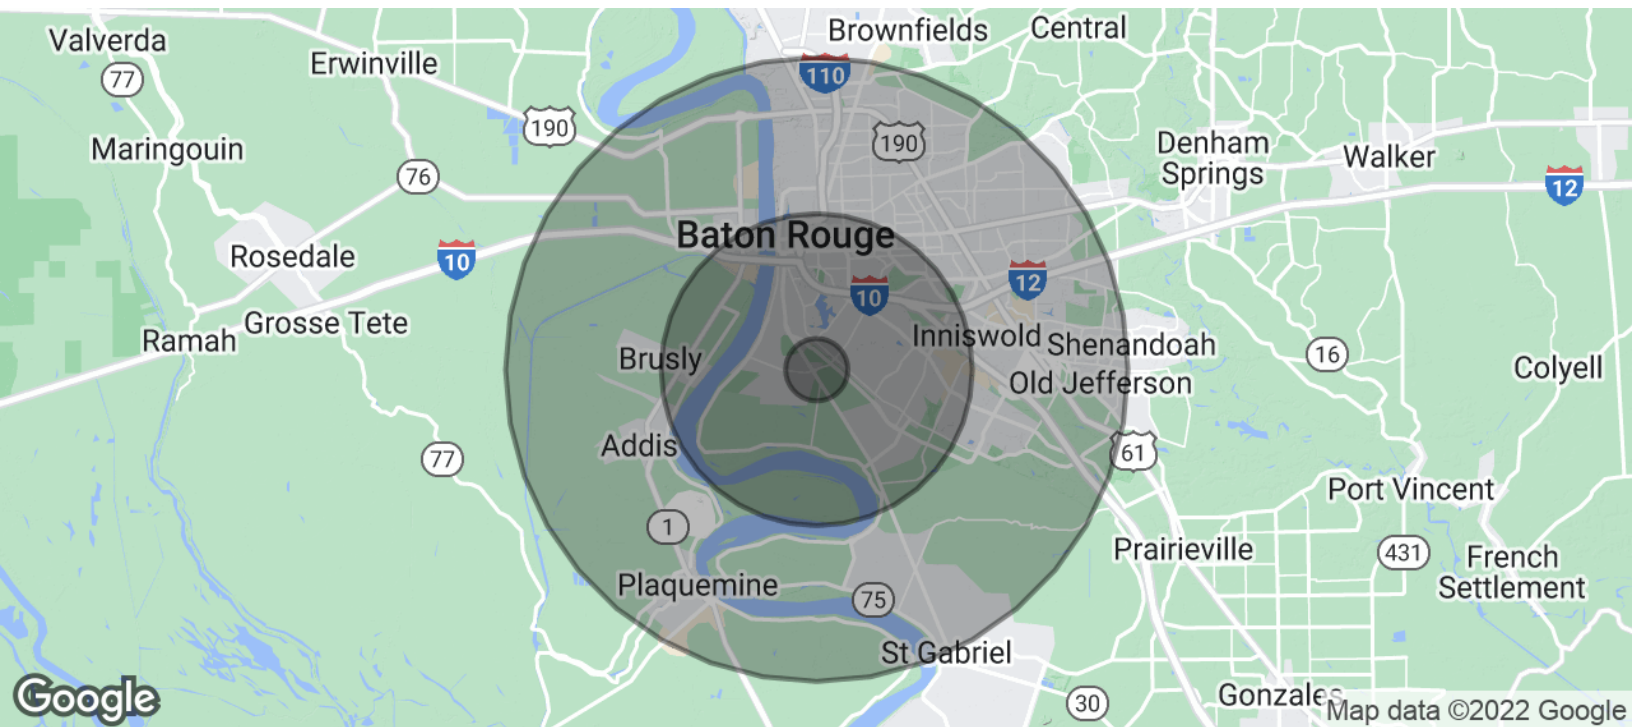 Brownfields
Central
Valverda
Erwinville
77
110
190
190
Maringouin
Denham
Springs
Walker
76
12
Baton Rouge
Rosedale
10
12
10
Grosse Tete
Ramah
Inniswold
Shenandoah
Brusly
16
Colyell
Old Jefferson
Addis
77
61
Port Vincent
1
Prairieville
431
French
Settlement
Plaquemine
75
St Gabriel
Gonzales
30
Google
Map data ©2022 Google